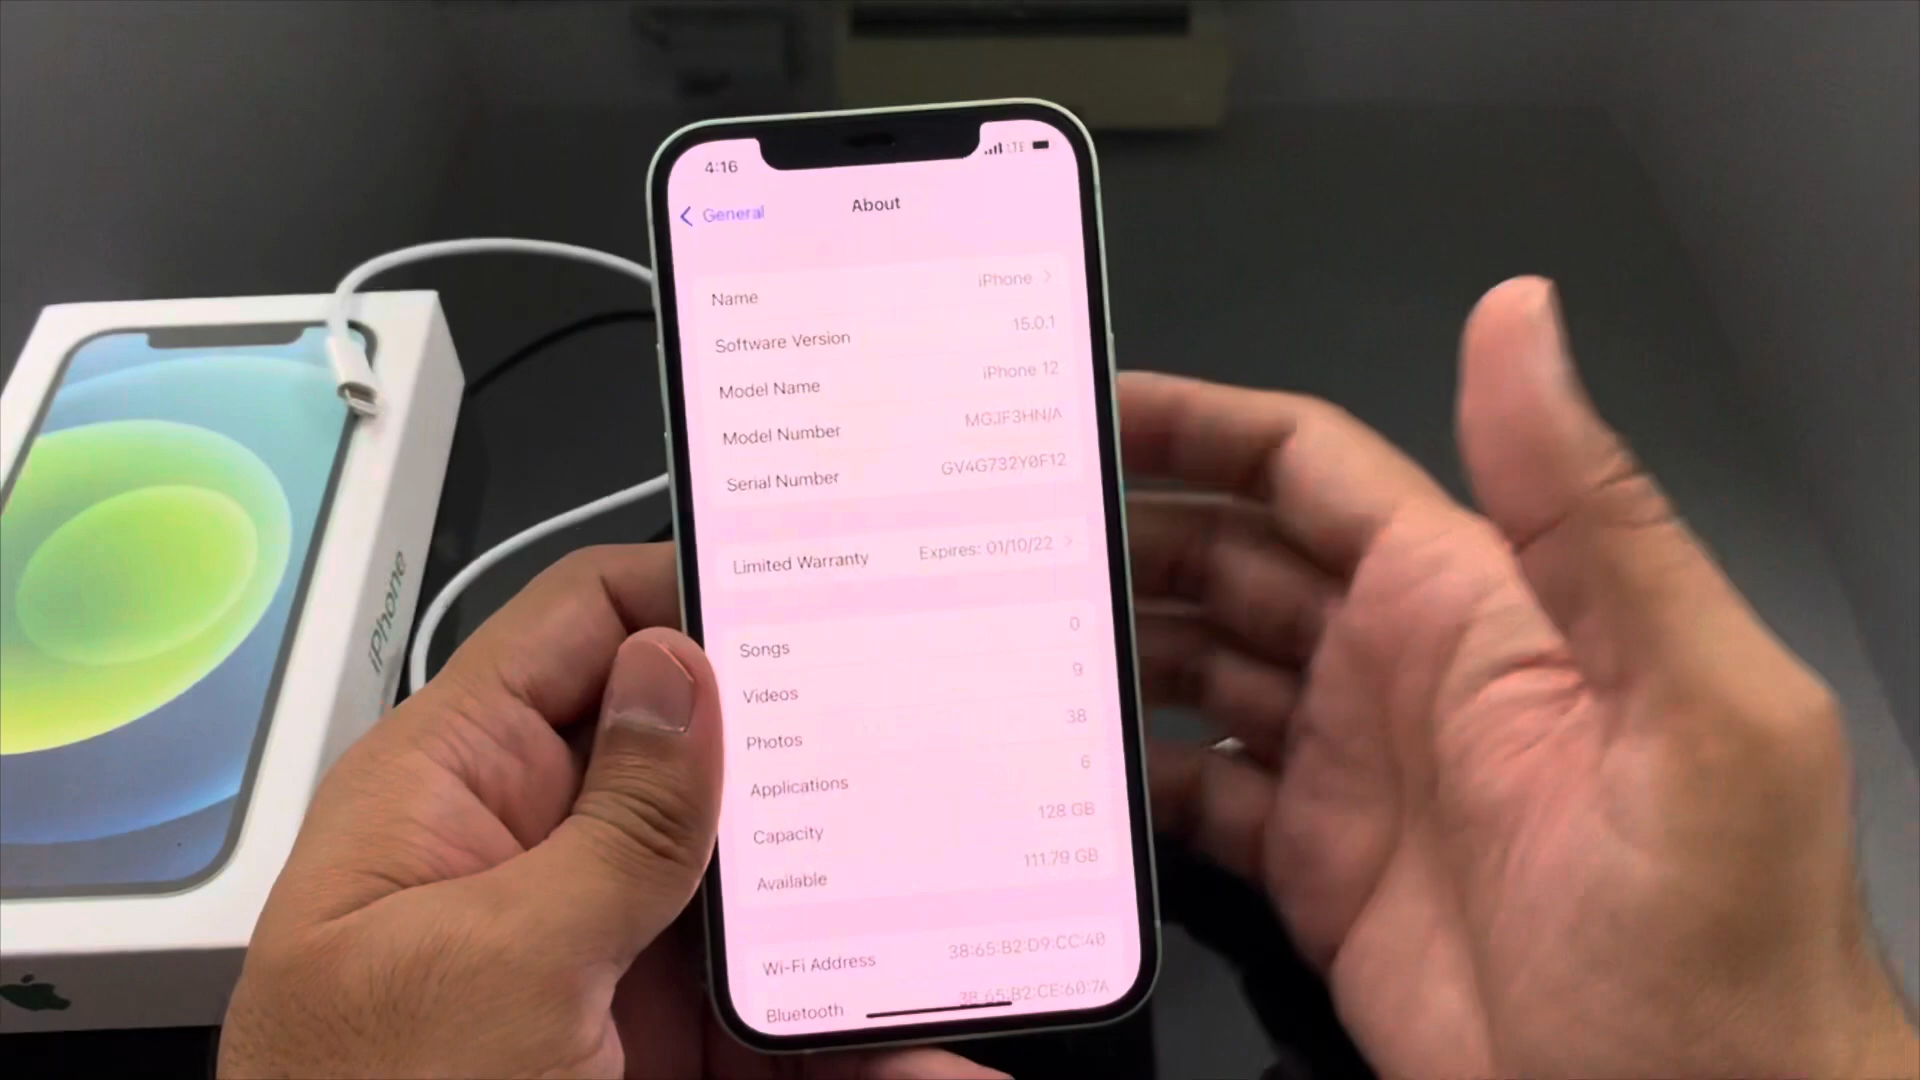 4:16
LTE
General
About
Name iPhone
Software Version 15.0.1
Model Name iPhone 12
Model Number MGJF3HN/A
Serial Number GV4G732Y0F12
Limited Warranty Expires: 01/10/22
Songs 0
Videos 9
Photos 38
Applications 6
Capacity 128 GB
Available 111.79 GB
Wi-Fi Address 38:65:B2:D9:CC:40
Bluetooth 38:65:B2:CE:60:7A
iPhone